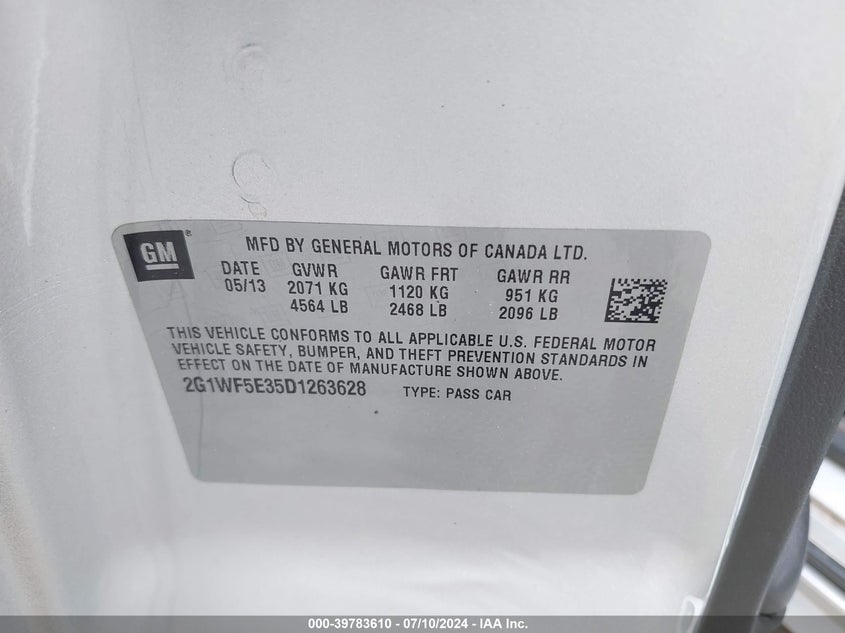 GM ®
MFD BY GENERAL MOTORS OF CANADA LTD.
DATE GVWR GAWR FRT GAWR RR
05/13 2071 KG 1120 KG 951 KG
4564 LB 2468 LB 2096 LB
THIS VEHICLE CONFORMS TO ALL APPLICABLE U.S. FEDERAL MOTOR
VEHICLE SAFETY, BUMPER, AND THEFT PREVENTION STANDARDS IN
EFFECT ON THE DATE OF MANUFACTURE SHOWN ABOVE.
2G1WF5E35D1263628 TYPE: PASS CAR
000-39783610 - 07/10/2024 - IAA Inc.